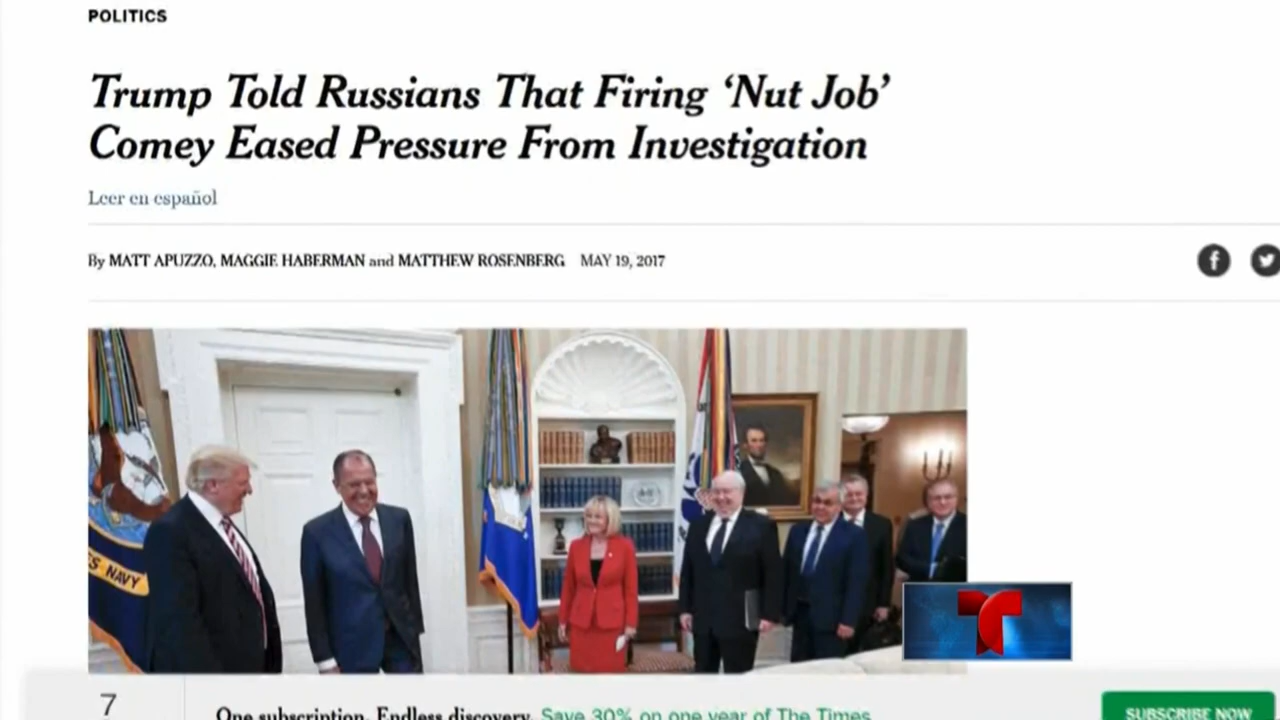 POLITICS
Trump Told Russians That Firing ‘Nut Job’
Comey Eased Pressure From Investigation
Leer en español
By MATT APUZZO, MAGGIE HABERMAN and MATTHEW ROSENBERG MAY 19, 2017
S NAVY
7
One subscription. Endless discovery. Save 30% on one year of The Times
SUBSCRIBE NOW